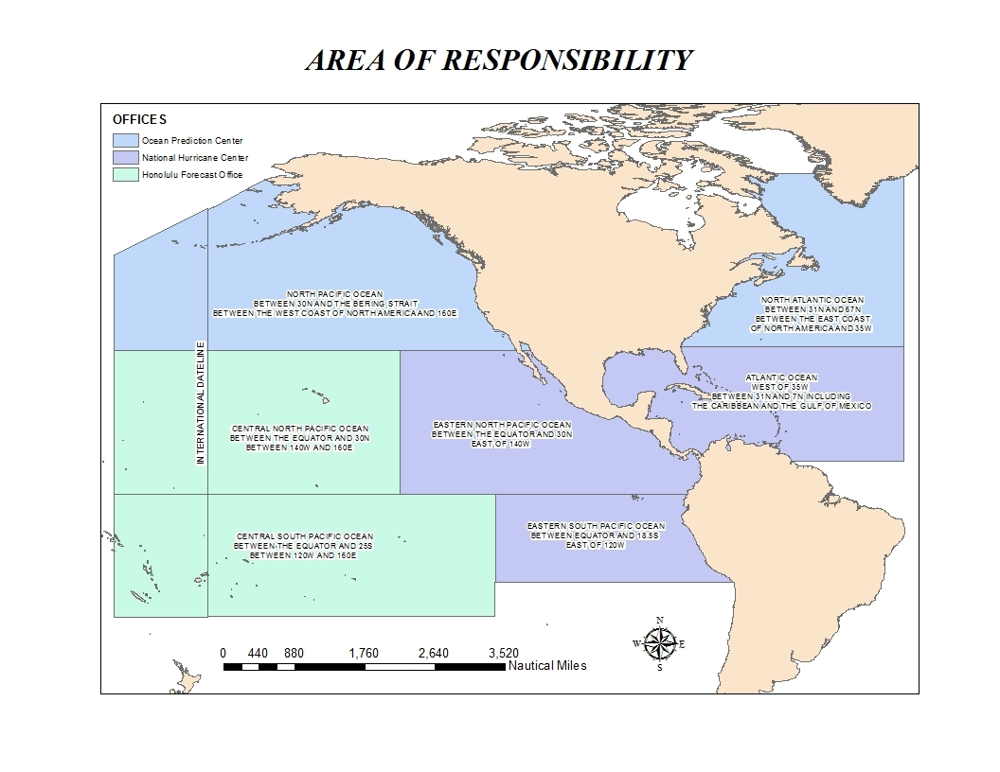 AREA OF RESPONSIBILITY
OFFICES
Ocean Prediction Center
National Hurricane Center
Honolulu Forecast Office
NORTH PACIFIC OCEAN
BETWEEN 30N AND THE BERING STRAIT
BETWEEN THE WEST COAST OF NORTH AMERICA AND 160E
NORTH ATLANTIC OCEAN
BETWEEN 31N AND 67N
BETWEEN THE EAST COAST
OF NORTH AMERICA AND 35W
INTERNATIONAL DATELINE
ATLANTIC OCEAN
WEST OF 35W
BETWEEN 31N AND 7N INCLUDING
THE CARIBBEAN AND THE GULF OF MEXICO
CENTRAL NORTH PACIFIC OCEAN
BETWEEN THE EQUATOR AND 30N
BETWEEN 140W AND 160E
EASTERN NORTH PACIFIC OCEAN
BETWEEN THE EQUATOR AND 30N
EAST OF 140W
CENTRAL SOUTH PACIFIC OCEAN
BETWEEN THE EQUATOR AND 25S
BETWEEN 120W AND 160E
EASTERN SOUTH PACIFIC OCEAN
BETWEEN EQUATOR AND 18.5S
EAST OF 120W
N
W E
S
0 440 880 1,760 2,640 3,520
Nautical Miles